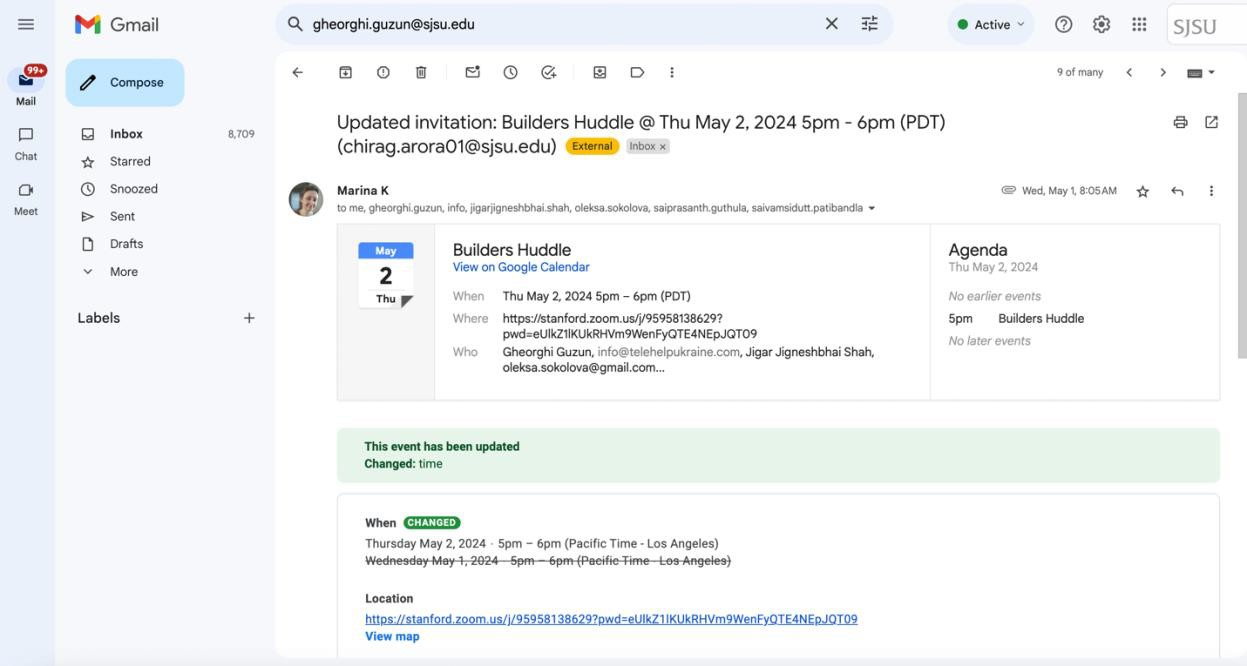 Gmail
gheorghi.guzun@sjsu.edu
Active
SJSU
99+
Mail
Chat
Meet
Compose
Inbox 8,709
Starred
Snoozed
Sent
Drafts
More
Labels
9 of many
Updated invitation: Builders Huddle @ Thu May 2, 2024 5pm - 6pm (PDT)
(chirag.arora01@sjsu.edu) External Inbox x
Marina K
Wed, May 1, 8:05 AM
to me, gheorghi.guzun, info, jigarjigneshbhai.shah, oleksa.sokolova, saiprasanth.guthula, saivamsidutt.patibandla
May
2
Thu
Builders Huddle
View on Google Calendar
When Thu May 2, 2024 5pm – 6pm (PDT)
Where https://stanford.zoom.us/j/95958138629?
pwd=eUlkZ1lKUkRHVm9WenFyQTE4NEpJQT09
Who Gheorghi Guzun, info@telehelpukraine.com, Jigar Jigneshbhai Shah,
oleksa.sokolova@gmail.com...
Agenda
Thu May 2, 2024
No earlier events
5pm Builders Huddle
No later events
This event has been updated
Changed: time
When CHANGED
Thursday May 2, 2024 · 5pm – 6pm (Pacific Time - Los Angeles)
Wednesday May 1, 2024 · 5pm – 6pm (Pacific Time - Los Angeles)
Location
https://stanford.zoom.us/j/95958138629?pwd=eUlkZ1lKUkRHVm9WenFyQTE4NEpJQT09
View map